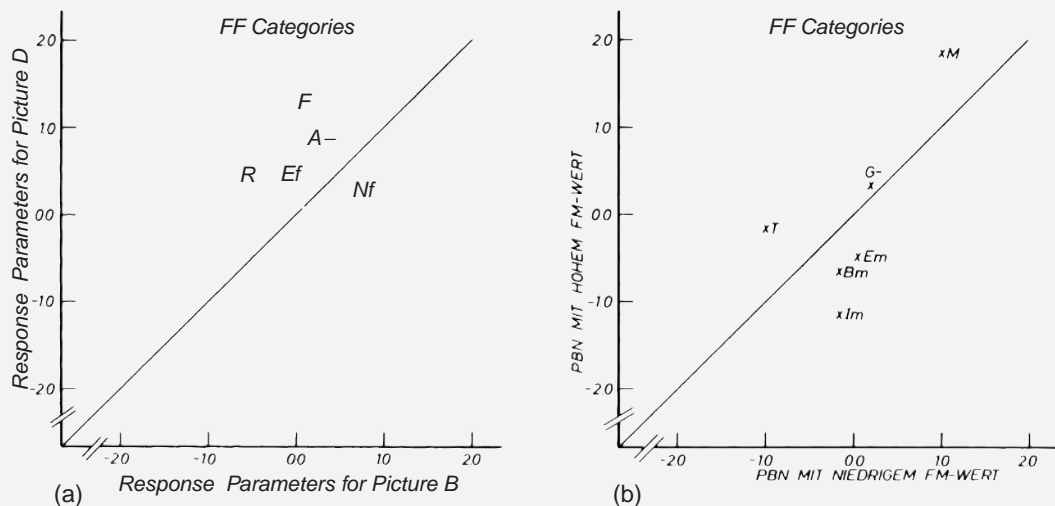 FF Categories
Response Parameters for Picture D
20
10
00
-10
-20
F
A–
R
Ef
Nf
-20 -10 00 10 20
(a)
Response Parameters for Picture B
FF Categories
PBN MIT HOHEM FM-WERT
20
10
00
-10
-20
xM
G-
x
xT
xEm
xBm
xIm
-20 -10 00 10 20
(b)
PBN MIT NIEDRIGEM FM-WERT